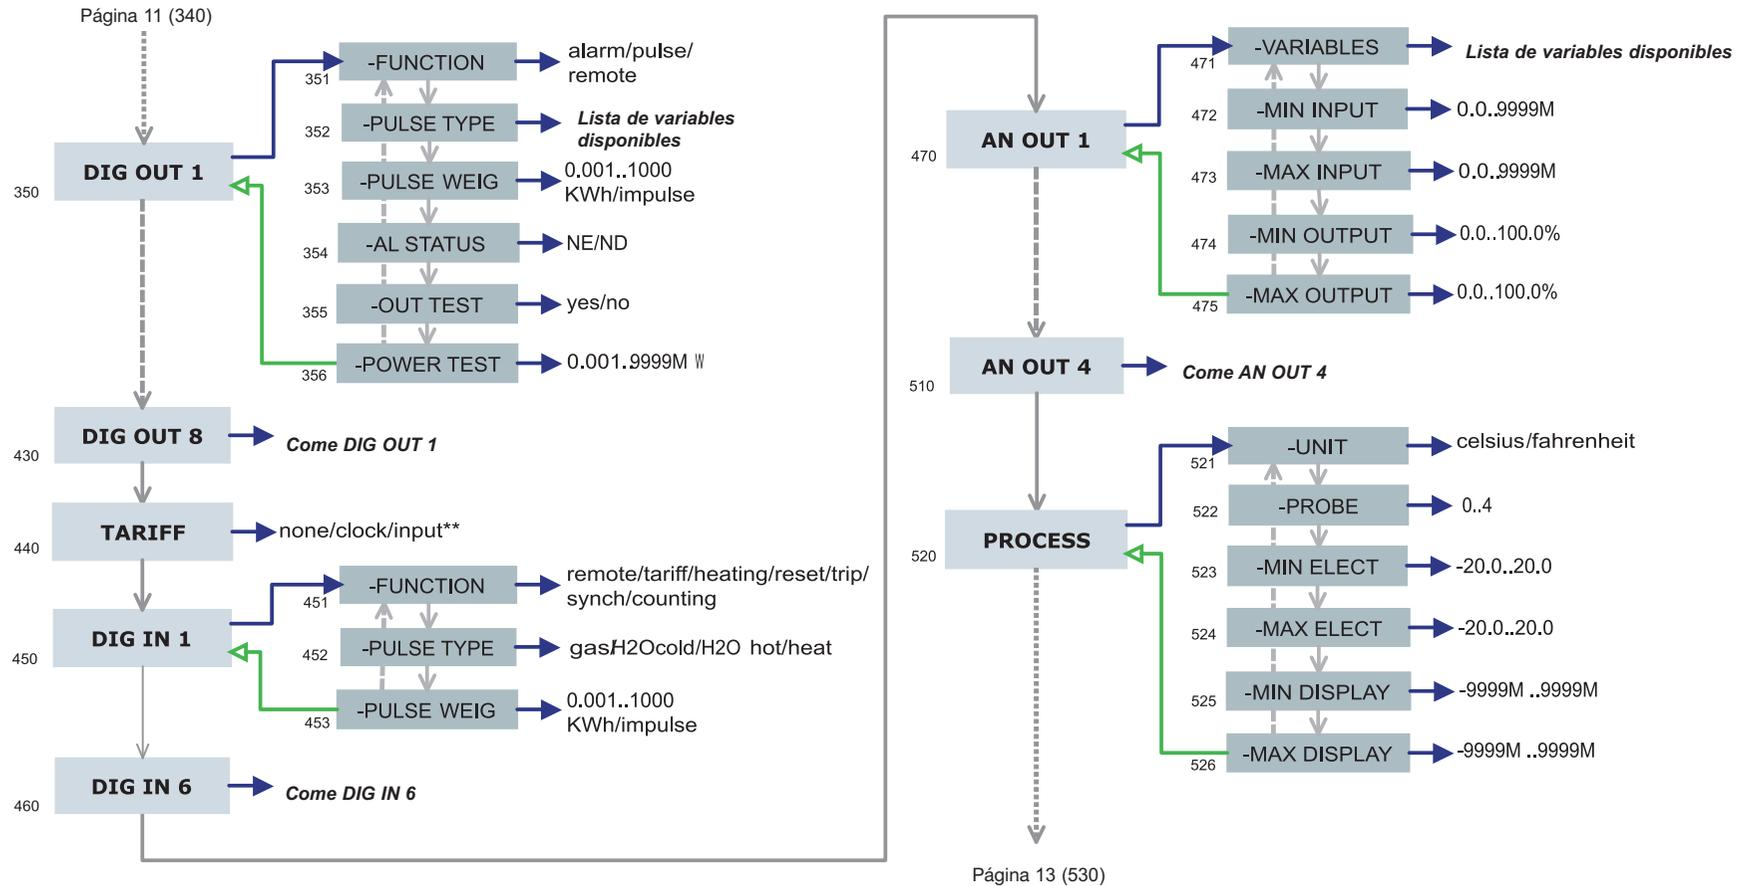 Página 11 (340)
DIG OUT 1
350
-FUNCTION
351
alarm/pulse/
remote
-PULSE TYPE
352
Lista de variables
disponibles
-PULSE WEIG
353
0.001..1000
KWh/impulse
-AL STATUS
354
NE/ND
-OUT TEST
355
yes/no
-POWER TEST
356
0.001..9999M W
DIG OUT 8
430
Come DIG OUT 1
TARIFF
440
none/clock/input**
DIG IN 1
450
-FUNCTION
451
remote/tariff/heating/reset/trip/
synch/counting
-PULSE TYPE
452
gas/H2Ocold/H2O hot/heat
-PULSE WEIG
453
0.001..1000
KWh/impulse
DIG IN 6
460
Come DIG IN 6
AN OUT 1
470
-VARIABLES
471
Lista de variables disponibles
-MIN INPUT
472
0.0..9999M
-MAX INPUT
473
0.0..9999M
-MIN OUTPUT
474
0.0..100.0%
-MAX OUTPUT
475
0.0..100.0%
AN OUT 4
510
Come AN OUT 4
PROCESS
520
-UNIT
521
celsius/fahrenheit
-PROBE
522
0..4
-MIN ELECT
523
-20.0..20.0
-MAX ELECT
524
-20.0..20.0
-MIN DISPLAY
525
-9999M ..9999M
-MAX DISPLAY
526
-9999M ..9999M
Página 13 (530)